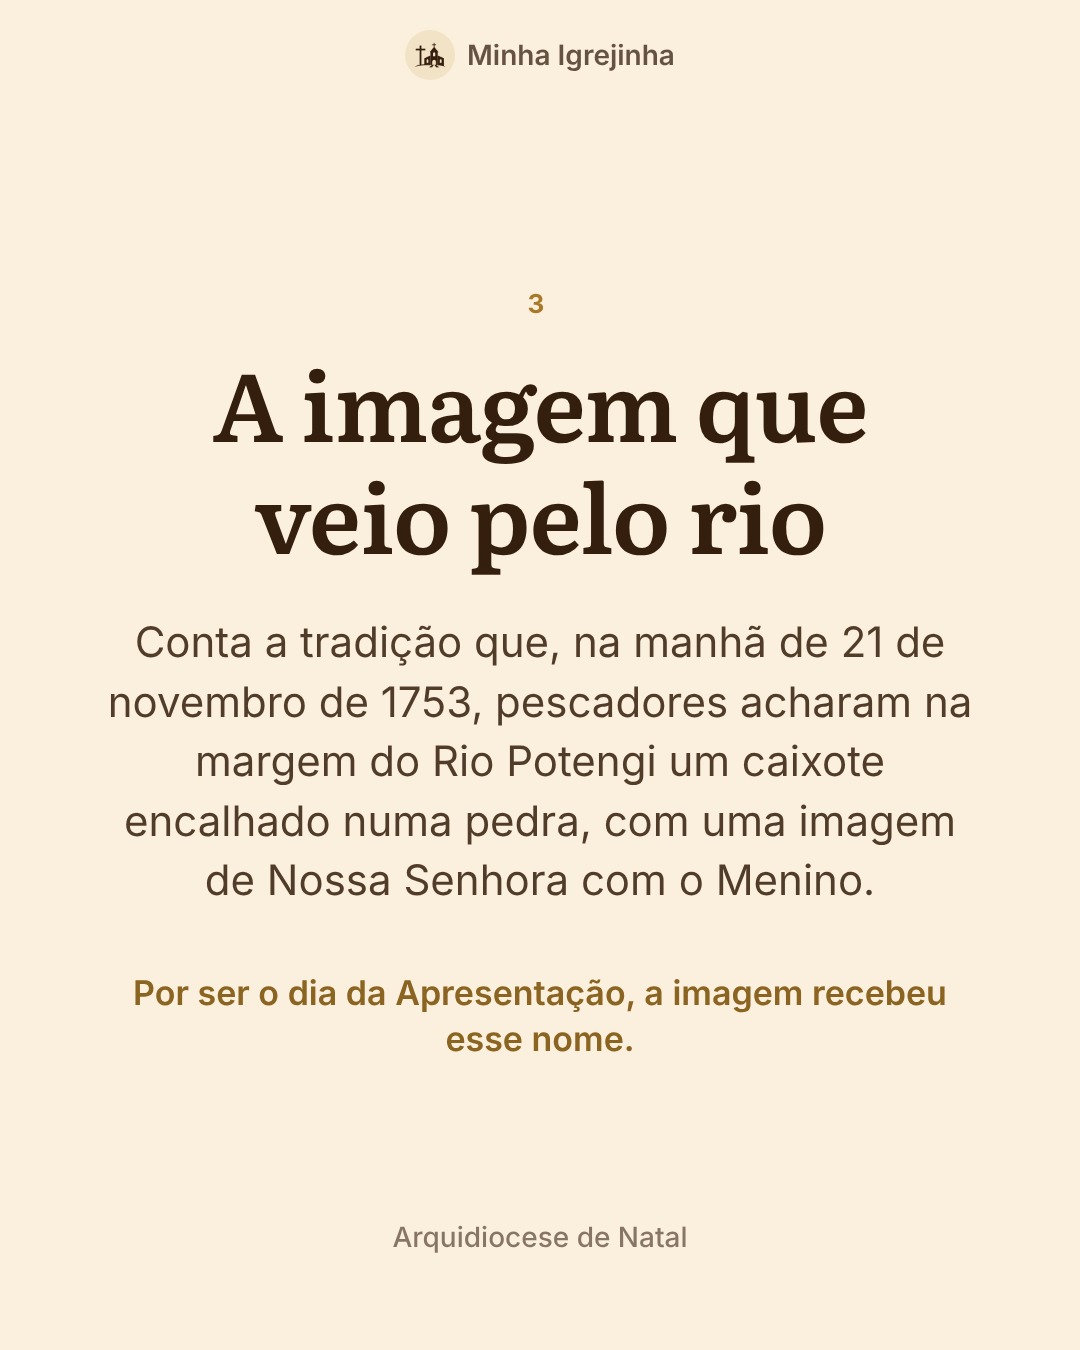 Minha Igrejinha
3
A imagem que
veio pelo rio
Conta a tradição que, na manhã de 21 de
novembro de 1753, pescadores acharam na
margem do Rio Potengi um caixote
encalhado numa pedra, com uma imagem
de Nossa Senhora com o Menino.
Por ser o dia da Apresentação, a imagem recebeu
esse nome.
Arquidiocese de Natal